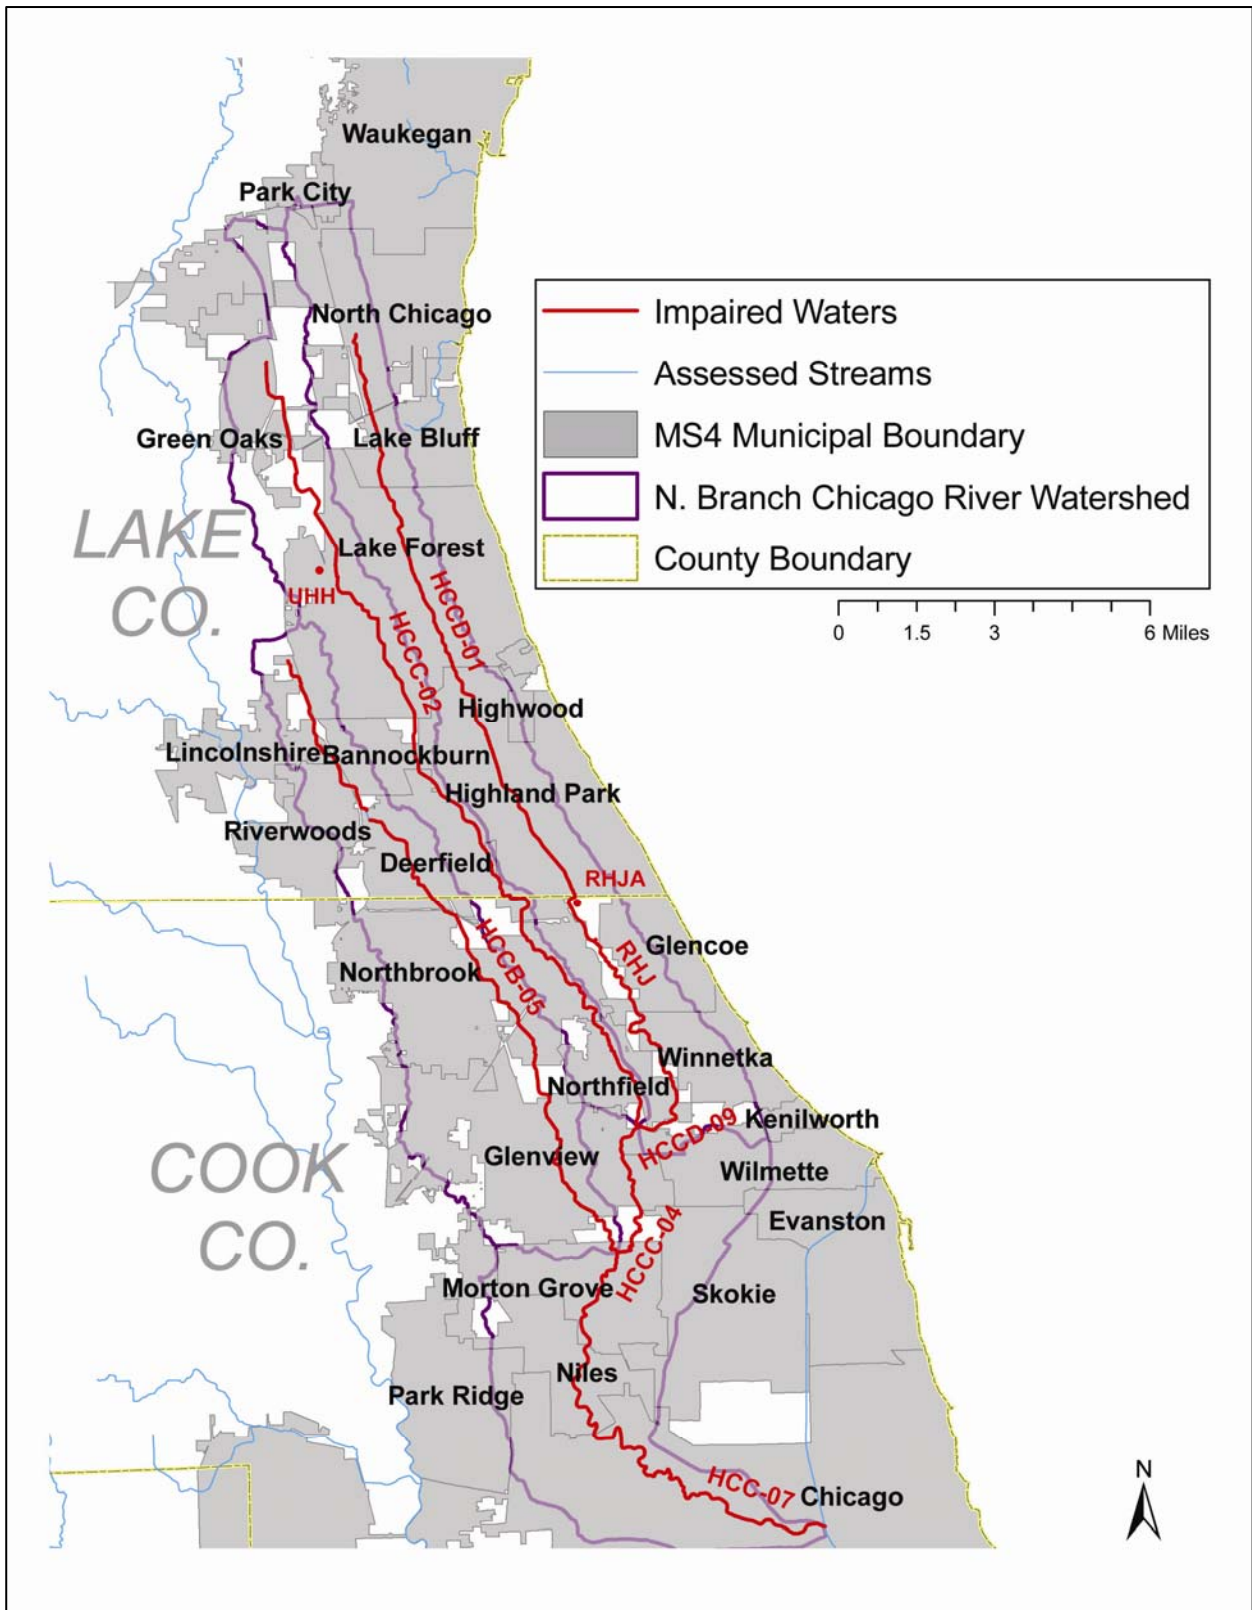 Waukegan
Park City
North Chicago
Impaired Waters
Assessed Streams
MS4 Municipal Boundary
N. Branch Chicago River Watershed
County Boundary
0 1.5 3 6 Miles
Green Oaks
Lake Bluff
LAKE
CO.
Lake Forest
UHH
HCCD-01
HCCC-02
Highwood
Lincolnshire
Bannockburn
Highland Park
Riverwoods
Deerfield
RHJA
HCCB-05
RHJ
Glencoe
Northbrook
Winnetka
Northfield
Kenilworth
HCCD-09
COOK
CO.
Glenview
Wilmette
Evanston
HCCC-04
Morton Grove
Skokie
Niles
Park Ridge
HCC-07
Chicago
N